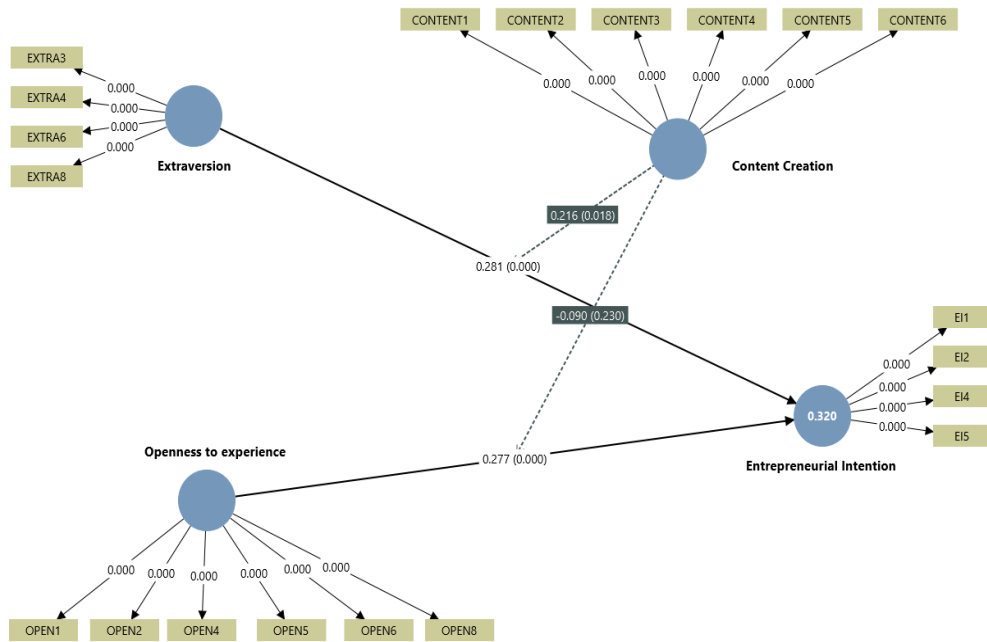 CONTENT1 CONTENT2 CONTENT3 CONTENT4 CONTENT5 CONTENT6
EXTRA3
EXTRA4
EXTRA6
EXTRA8
0.000
0.000
0.000
0.000
Extraversion
0.000 0.000 0.000 0.000 0.000 0.000
Content Creation
0.216 (0.018)
0.281 (0.000)
-0.090 (0.230)
0.277 (0.000)
EI1
EI2
EI4
EI5
0.000
0.000
0.000
0.000
0.320
Entrepreneurial Intention
Openness to experience
0.000 0.000 0.000 0.000 0.000 0.000
OPEN1 OPEN2 OPEN4 OPEN5 OPEN6 OPEN8